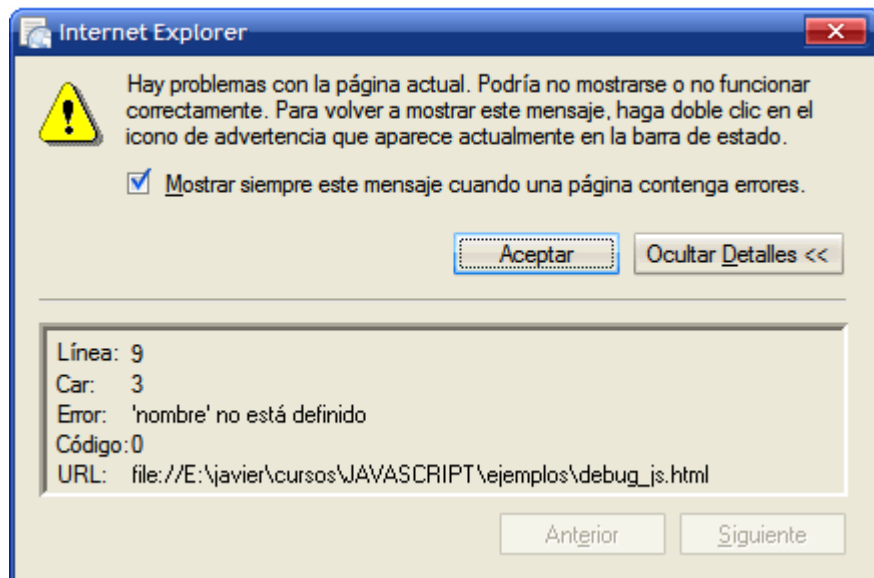 Internet Explorer
Hay problemas con la página actual. Podría no mostrarse o no funcionar
correctamente. Para volver a mostrar este mensaje, haga doble clic en el
icono de advertencia que aparece actualmente en la barra de estado.
Mostrar siempre este mensaje cuando una página contenga errores.
Aceptar Ocultar Detalles <<
Línea: 9
Car: 3
Error: 'nombre' no está definido
Código:0
URL: file://E:\javier\cursos\JAVASCRIPT\ejemplos\debug_js.html
Anterior Siguiente